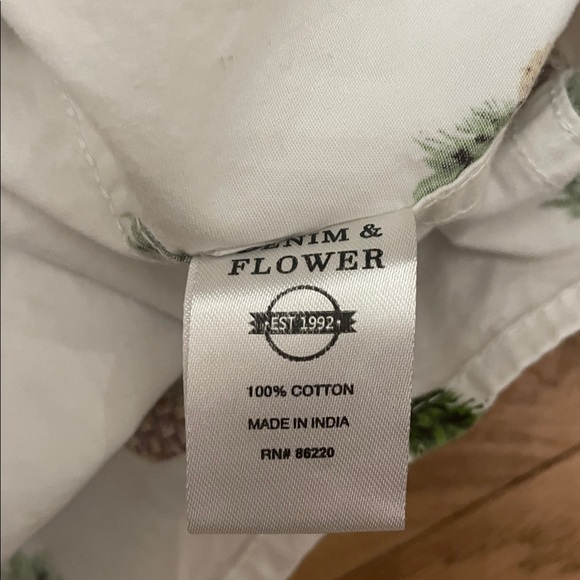 DENIM &
FLOWER
•EST 1992•
100% COTTON
MADE IN INDIA
RN# 86220